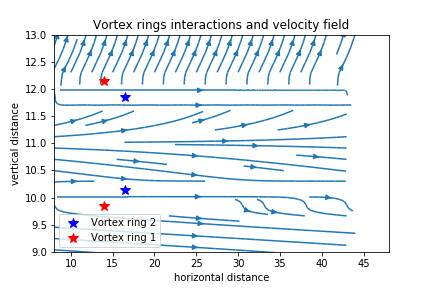 Vortex rings interactions and velocity field
vertical distance
13.0
12.5
12.0
11.5
11.0
10.5
10.0
9.5
9.0
Vortex ring 2
Vortex ring 1
10 15 20 25 30 35 40 45
horizontal distance